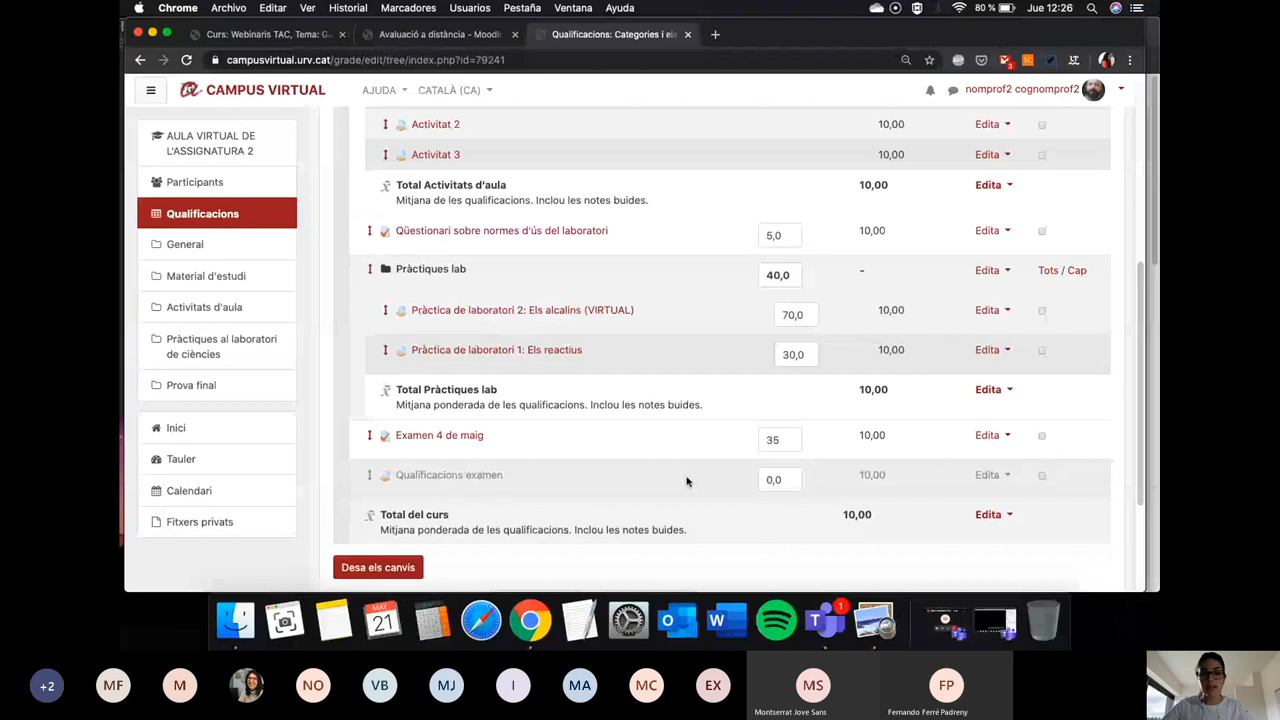 Chrome Archivo Editar Ver Historial Marcadores Usuarios Pestaña Ventana Ayuda 80 % Jue 12:26
Curs: Webinaris TAC, Tema: Gu
Avaluació a distància - Moodle
Qualificacions: Categories i ele
campusvirtual.urv.cat/grade/edit/tree/index.php?id=79241
CAMPUS VIRTUAL AJUDA CATALÀ (CA) nomprof2 cognomprof2
AULA VIRTUAL DE
L'ASSIGNATURA 2
Participants
Qualificacions
General
Material d'estudi
Activitats d'aula
Pràctiques al laboratori
de ciències
Prova final
Inici
Tauler
Calendari
Fitxers privats
Activitat 2 10,00 Edita
Activitat 3 10,00 Edita
Total Activitats d'aula 10,00 Edita
Mitjana de les qualificacions. Inclou les notes buides.
Qüestionari sobre normes d'ús del laboratori 5,0 10,00 Edita
Pràctiques lab 40,0 - Edita Tots / Cap
Pràctica de laboratori 2: Els alcalins (VIRTUAL) 70,0 10,00 Edita
Pràctica de laboratori 1: Els reactius 30,0 10,00 Edita
Total Pràctiques lab 10,00 Edita
Mitjana ponderada de les qualificacions. Inclou les notes buides.
Examen 4 de maig 35 10,00 Edita
Qualificacions examen 0,0 10,00 Edita
Total del curs 10,00 Edita
Mitjana ponderada de les qualificacions. Inclou les notes buides.
Desa els canvis
MAY
21
1
+2 MF M NO VB MJ I MA MC EX MS FP
Montserrat Jove Sans
Fernando Ferré Padreny